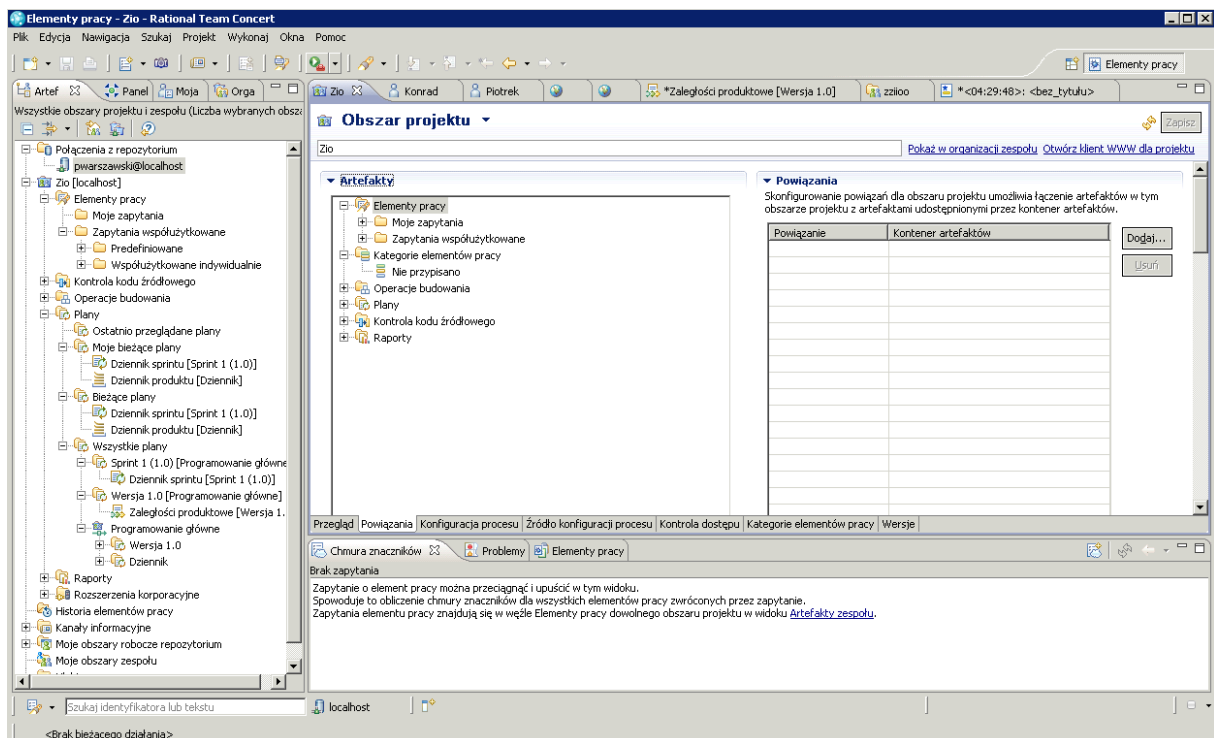 Elementy pracy - Zio - Rational Team Concert
Plik Edycja Nawigacja Szukaj Projekt Wykonaj Okna Pomoc
Elementy pracy
Artef Panel Moja Orga
Wszystkie obszary projektu i zespołu (Liczba wybranych obsza
Połączenia z repozytorium
pwarszawski@localhost
Zio [localhost]
Elementy pracy
Moje zapytania
Zapytania współużytkowane
Predefiniowane
Współużytkowane indywidualnie
Kontrola kodu źródłowego
Operacje budowania
Plany
Ostatnio przeglądane plany
Moje bieżące plany
Dziennik sprintu [Sprint 1 (1.0)]
Dziennik produktu [Dziennik]
Bieżące plany
Dziennik sprintu [Sprint 1 (1.0)]
Dziennik produktu [Dziennik]
Wszystkie plany
Sprint 1 (1.0) [Programowanie główne
Dziennik sprintu [Sprint 1 (1.0)]
Wersja 1.0 [Programowanie główne]
Zaległości produktowe [Wersja 1.
Programowanie główne
Wersja 1.0
Dziennik
Raporty
Rozszerzenia korporacyjne
Historia elementów pracy
Kanały informacyjne
Moje obszary robocze repozytorium
Moje obszary zespołu
Zio Konrad Piotrek *Zaległości produktowe [Wersja 1.0] zziioo *<04:29:48>: <bez_tytułu>
Obszar projektu
Zapisz
Zio
Pokaż w organizacji zespołu Otwórz klient WWW dla projektu
Artefakty
Elementy pracy
Moje zapytania
Zapytania współużytkowane
Kategorie elementów pracy
Nie przypisano
Operacje budowania
Plany
Kontrola kodu źródłowego
Raporty
Powiązania
Skonfigurowanie powiązań dla obszaru projektu umożliwia łączenie artefaktów w tym
obszarze projektu z artefaktami udostępnionymi przez kontener artefaktów.
Powiązanie Kontener artefaktów
Dodaj...
Usuń
Przegląd Powiązania Konfiguracja procesu Źródło konfiguracji procesu Kontrola dostępu Kategorie elementów pracy Wersje
Chmura znaczników Problemy Elementy pracy
Brak zapytania
Zapytanie o element pracy można przeciągnąć i upuścić w tym widoku.
Spowoduje to obliczenie chmury znaczników dla wszystkich elementów pracy zwróconych przez zapytanie.
Zapytania elementu pracy znajdują się w węźle Elementy pracy dowolnego obszaru projektu w widoku Artefakty zespołu.
Szukaj identyfikatora lub tekstu
localhost
<Brak bieżącego działania>